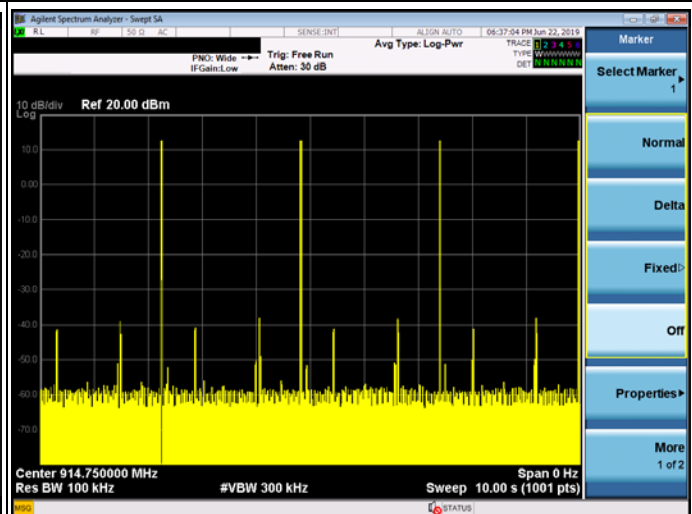 Agilent Spectrum Analyzer - Swept SA
RL RF 50 Ω AC SENSE:INT ALIGN AUTO 06:37:04 PM Jun 22, 2019
Avg Type: Log-Pwr TRACE 1 2 3 4 5 6
PNO: Wide Trig: Free Run TYPE WWWWWW
IFGain:Low Atten: 30 dB DET N N N N N N
10 dB/div Ref 20.00 dBm
Log
10.0
0.00
-10.0
-20.0
-30.0
-40.0
-50.0
-60.0
-70.0
Center 914.750000 MHz Span 0 Hz
Res BW 100 kHz #VBW 300 kHz Sweep 10.00 s (1001 pts)
MSG STATUS
Marker
Select Marker
1
Normal
Delta
Fixed
Off
Properties
More
1 of 2